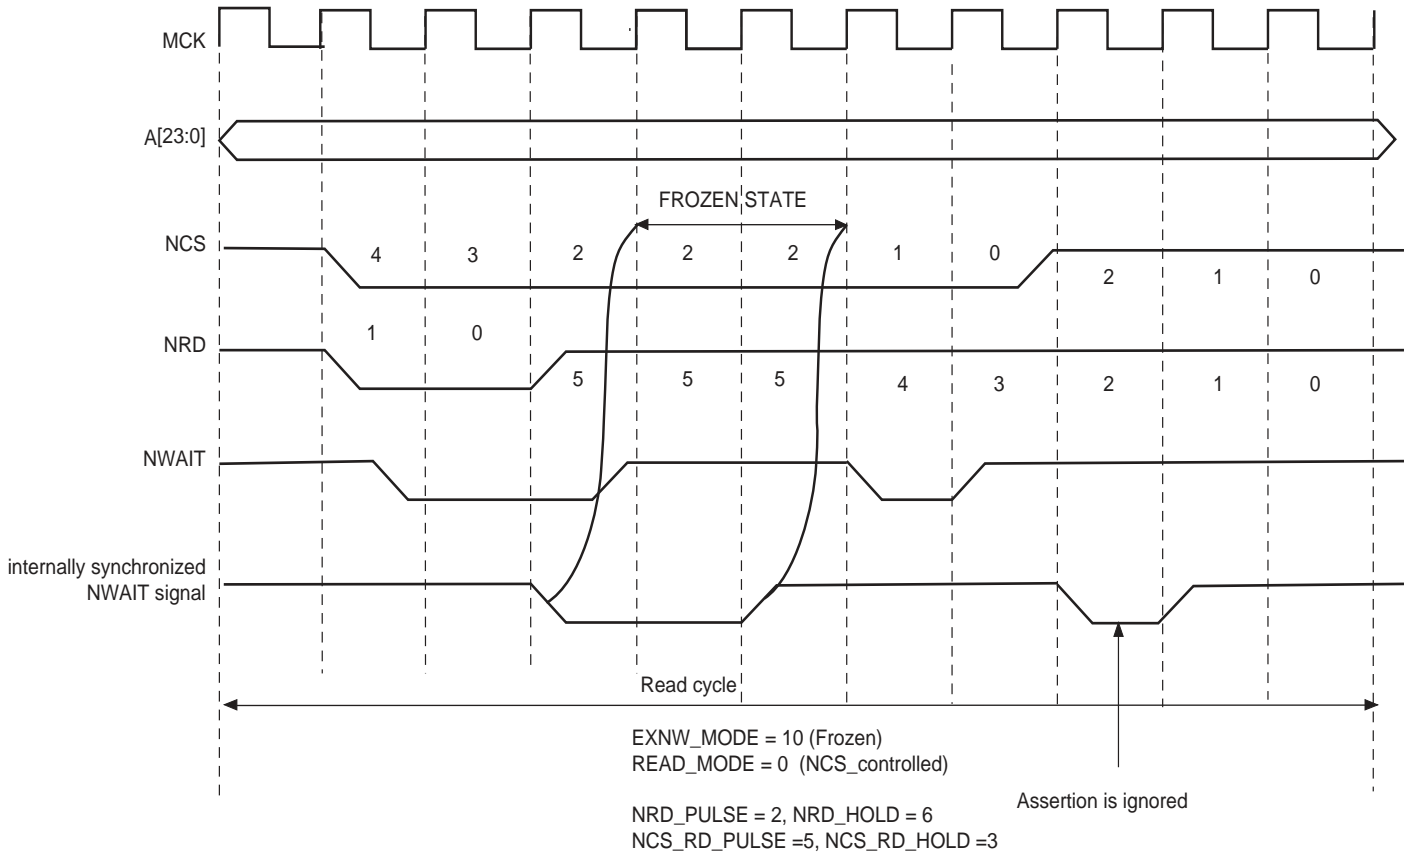 MCK
A[23:0]
FROZEN STATE
NCS
4 3 2 2 2 1 0
2 1 0
1 0
NRD
5 5 5 4 3 2 1 0
NWAIT
internally synchronized
NWAIT signal
Read cycle
EXNW_MODE = 10 (Frozen)
READ_MODE = 0 (NCS_controlled)
Assertion is ignored
NRD_PULSE = 2, NRD_HOLD = 6
NCS_RD_PULSE =5, NCS_RD_HOLD =3